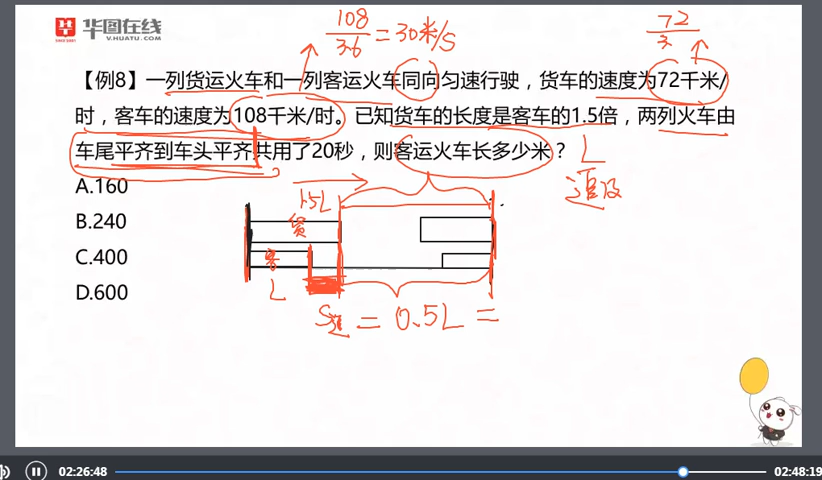 华图在线
V.HUATU.COM
108/3.6 = 30米/s
72/3.
【例8】一列货运火车和一列客运火车同向匀速行驶，货车的速度为72千米/
时，客车的速度为108千米/时。已知货车的长度是客车的1.5倍，两列火车由
车尾平齐到车头平齐共用了20秒，则客运火车长多少米？
L
追及
A.160
B.240
C.400
D.600
1.5L
货
客
L
S追 = 0.5L =
02:26:48
02:48:19